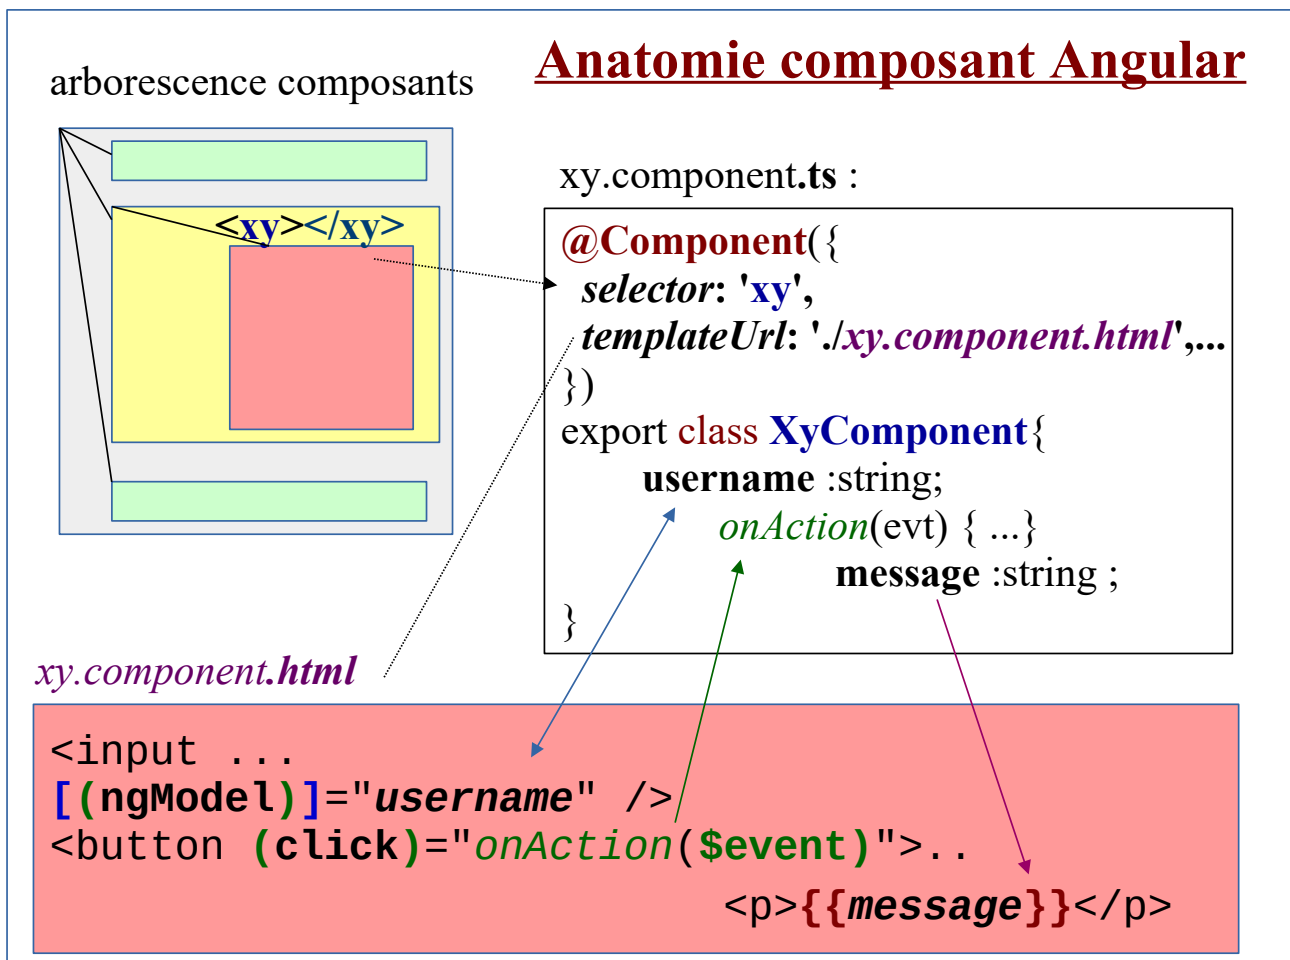 Anatomie composant Angular
arborescence composants
<xy></xy>
xy.component.ts :
@Component({
selector: 'xy',
templateUrl: './xy.component.html',...
})
export class XyComponent{
username :string;
onAction(evt) { ...}
message :string ;
}
xy.component.html
<input ...
[(ngModel)]="username" />
<button (click)="onAction($event)">..
<p>{{message}}</p>